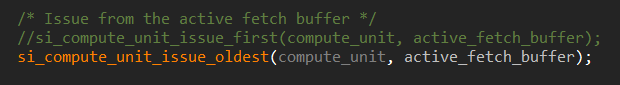 /* Issue from the active fetch buffer */
//si_compute_unit_issue_first(compute_unit, active_fetch_buffer);
si_compute_unit_issue_oldest(compute_unit, active_fetch_buffer);